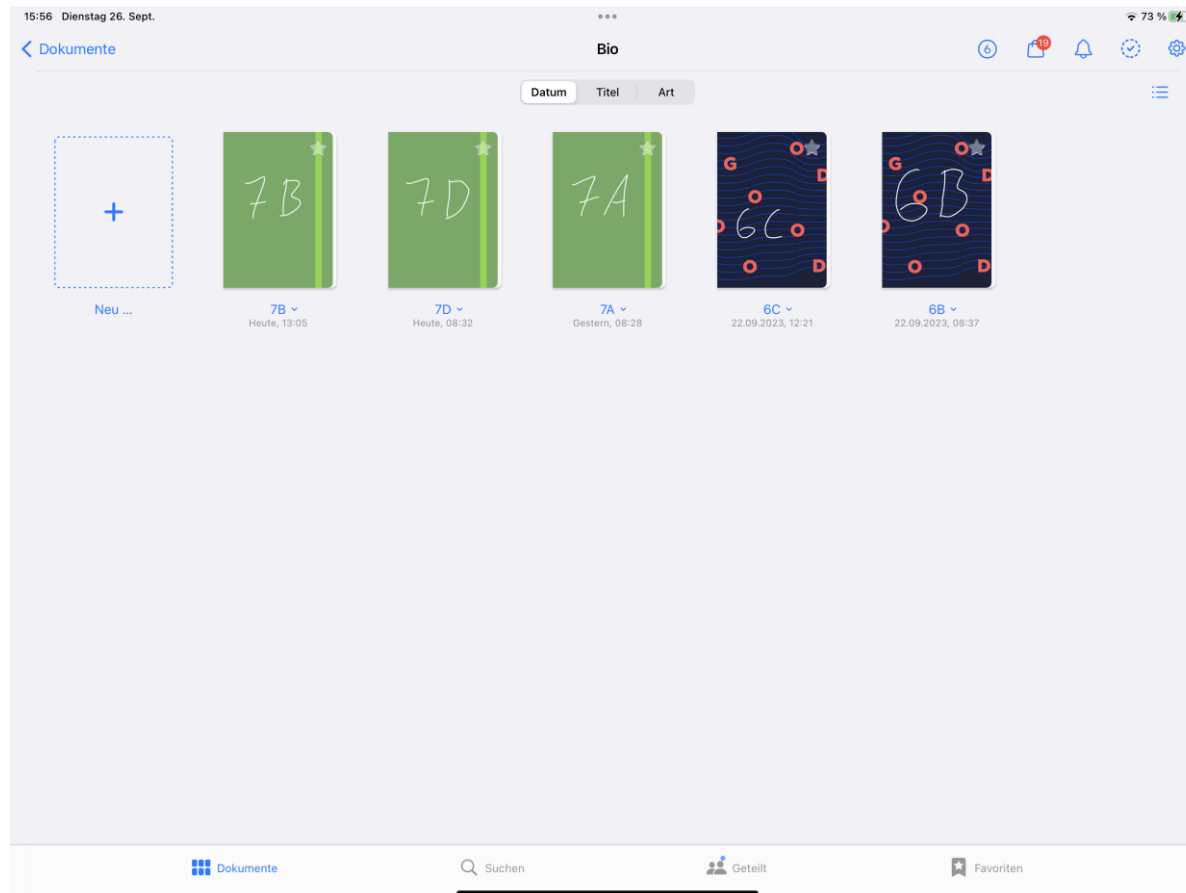 15:56 Dienstag 26. Sept.
73 %
Dokumente
Bio
6
19
Datum Titel Art
7B
7D
7A
G O D O 6C D O O D
G O D O 6B D O O D
Neu ...
7B
Heute, 13:05
7D
Heute, 08:32
7A
Gestern, 08:28
6C
22.09.2023, 12:21
6B
22.09.2023, 08:37
Dokumente
Suchen
Geteilt
Favoriten